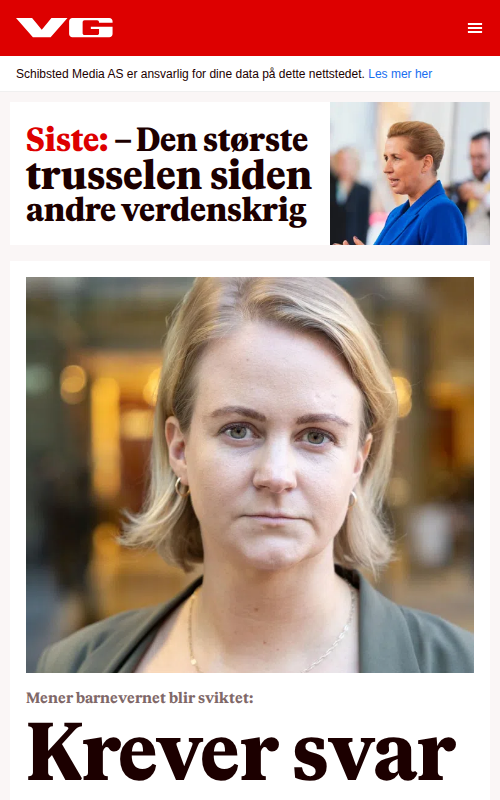 VG
Schibsted Media AS er ansvarlig for dine data på dette nettstedet. Les mer her
Siste: – Den største
trusselen siden
andre verdenskrig
Mener barnevernet blir sviktet:
Krever svar